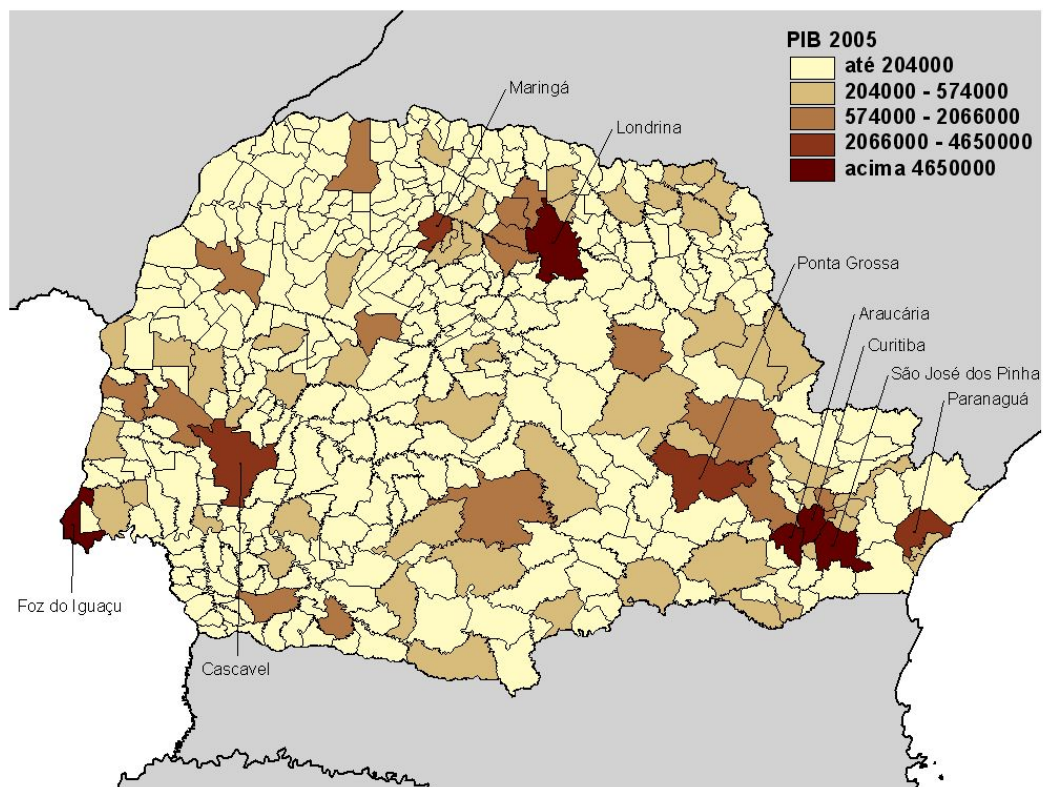 PIB 2005
até 204000
204000 - 574000
574000 - 2066000
2066000 - 4650000
acima 4650000
Maringá
Londrina
Ponta Grossa
Araucária
Curitiba
São José dos Pinha
Paranaguá
Foz do Iguaçu
Cascavel